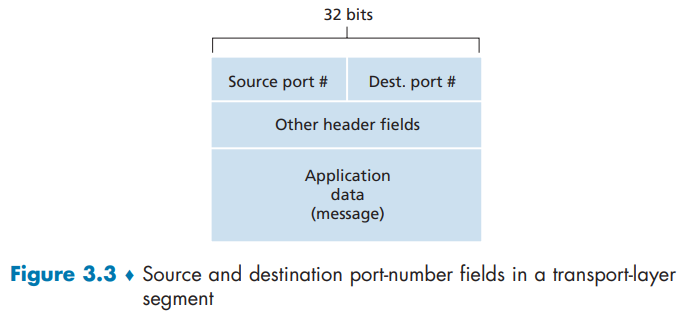 32 bits
Source port # Dest. port #
Other header fields
Application
data
(message)
Figure 3.3 ♦ Source and destination port-number fields in a transport-layer
segment